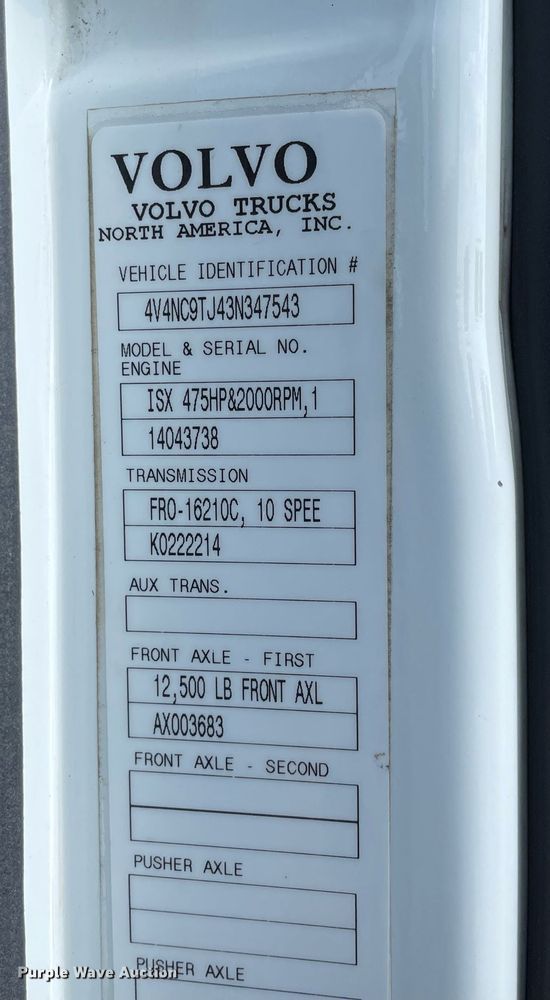 VOLVO
VOLVO TRUCKS
NORTH AMERICA, INC.
VEHICLE IDENTIFICATION #
4V4NC9TJ43N347543
MODEL & SERIAL NO.
ENGINE
ISX 475HP&2000RPM,1
14043738
TRANSMISSION
FRO-16210C, 10 SPEE
K0222214
AUX TRANS.
FRONT AXLE - FIRST
12,500 LB FRONT AXL
AX003683
FRONT AXLE - SECOND
PUSHER AXLE
PUSHER AXLE
Purple Wave Auction